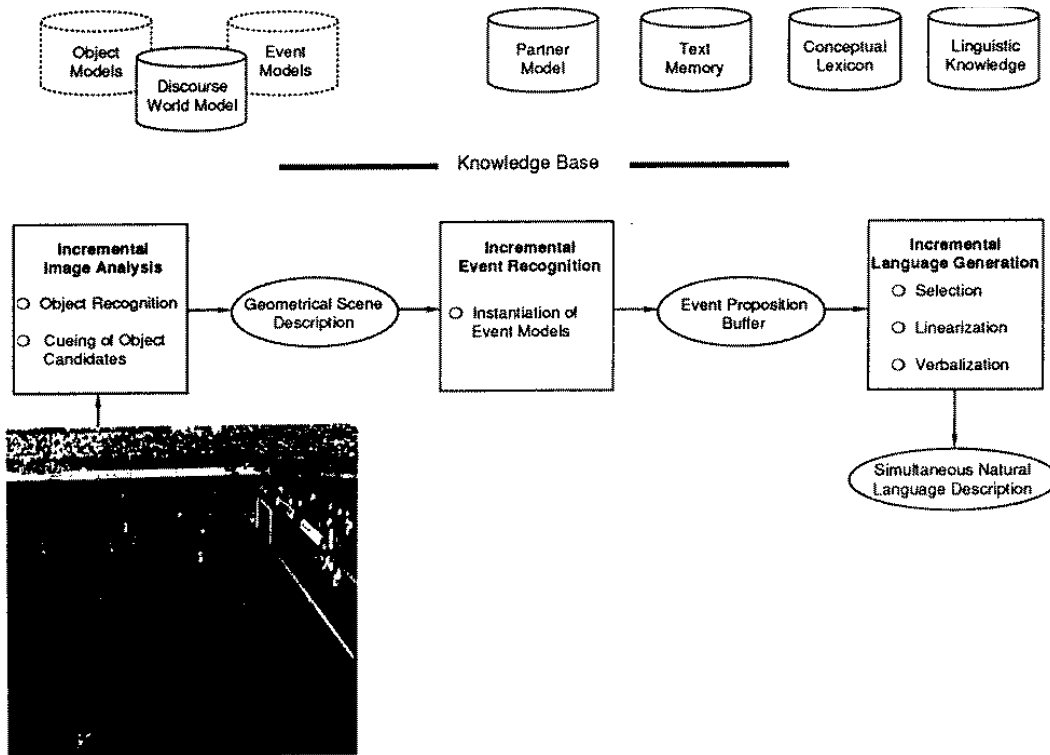 Object
Models
Event
Models
Discourse
World Model
Partner
Model
Text
Memory
Conceptual
Lexicon
Linguistic
Knowledge
Knowledge Base
Incremental
Image Analysis
Object Recognition
Cueing of Object
Candidates
Geometrical Scene
Description
Incremental
Event Recognition
Instantiation of
Event Models
Event Proposition
Buffer
Incremental
Language Generation
Selection
Linearization
Verbalization
Simultaneous Natural
Language Description